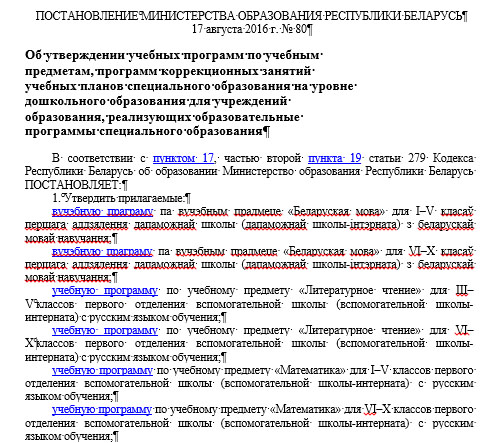 ПОСТАНОВЛЕНИЕ МИНИСТЕРСТВА ОБРАЗОВАНИЯ РЕСПУБЛИКИ БЕЛАРУСЬ¶
17 августа 2016 г. № 80¶
Об утверждении учебных программ по учебным
предметам, программ коррекционных занятий
учебных планов специального образования на уровне
дошкольного образования для учреждений
образования, реализующих образовательные
программы специального образования¶
В соответствии с пунктом 17, частью второй пункта 19 статьи 279 Кодекса
Республики Беларусь об образовании Министерство образования Республики Беларусь
ПОСТАНОВЛЯЕТ:¶
1. Утвердить прилагаемые:¶
вучэбную праграму па вучэбным прадмеце «Беларуская мова» для I–V класаў
першага аддзялення дапаможнай школы (дапаможнай школы-інтэрната) з беларускай
мовай навучання;¶
вучэбную праграму па вучэбным прадмеце «Беларуская мова» для VI–X класаў
першага аддзялення дапаможнай школы (дапаможнай школы-інтэрната) з беларускай
мовай навучання;¶
учебную программу по учебному предмету «Литературное чтение» для III–
V классов первого отделения вспомогательной школы (вспомогательной школы-
интерната) с русским языком обучения;¶
учебную программу по учебному предмету «Литературное чтение» для VI–
X классов первого отделения вспомогательной школы (вспомогательной школы-
интерната) с русским языком обучения;¶
учебную программу по учебному предмету «Математика» для I–V классов первого
отделения вспомогательной школы (вспомогательной школы-интерната) с русским
языком обучения;¶
учебную программу по учебному предмету «Математика» для VI–X классов первого
отделения вспомогательной школы (вспомогательной школы-интерната) с русским
языком обучения;¶